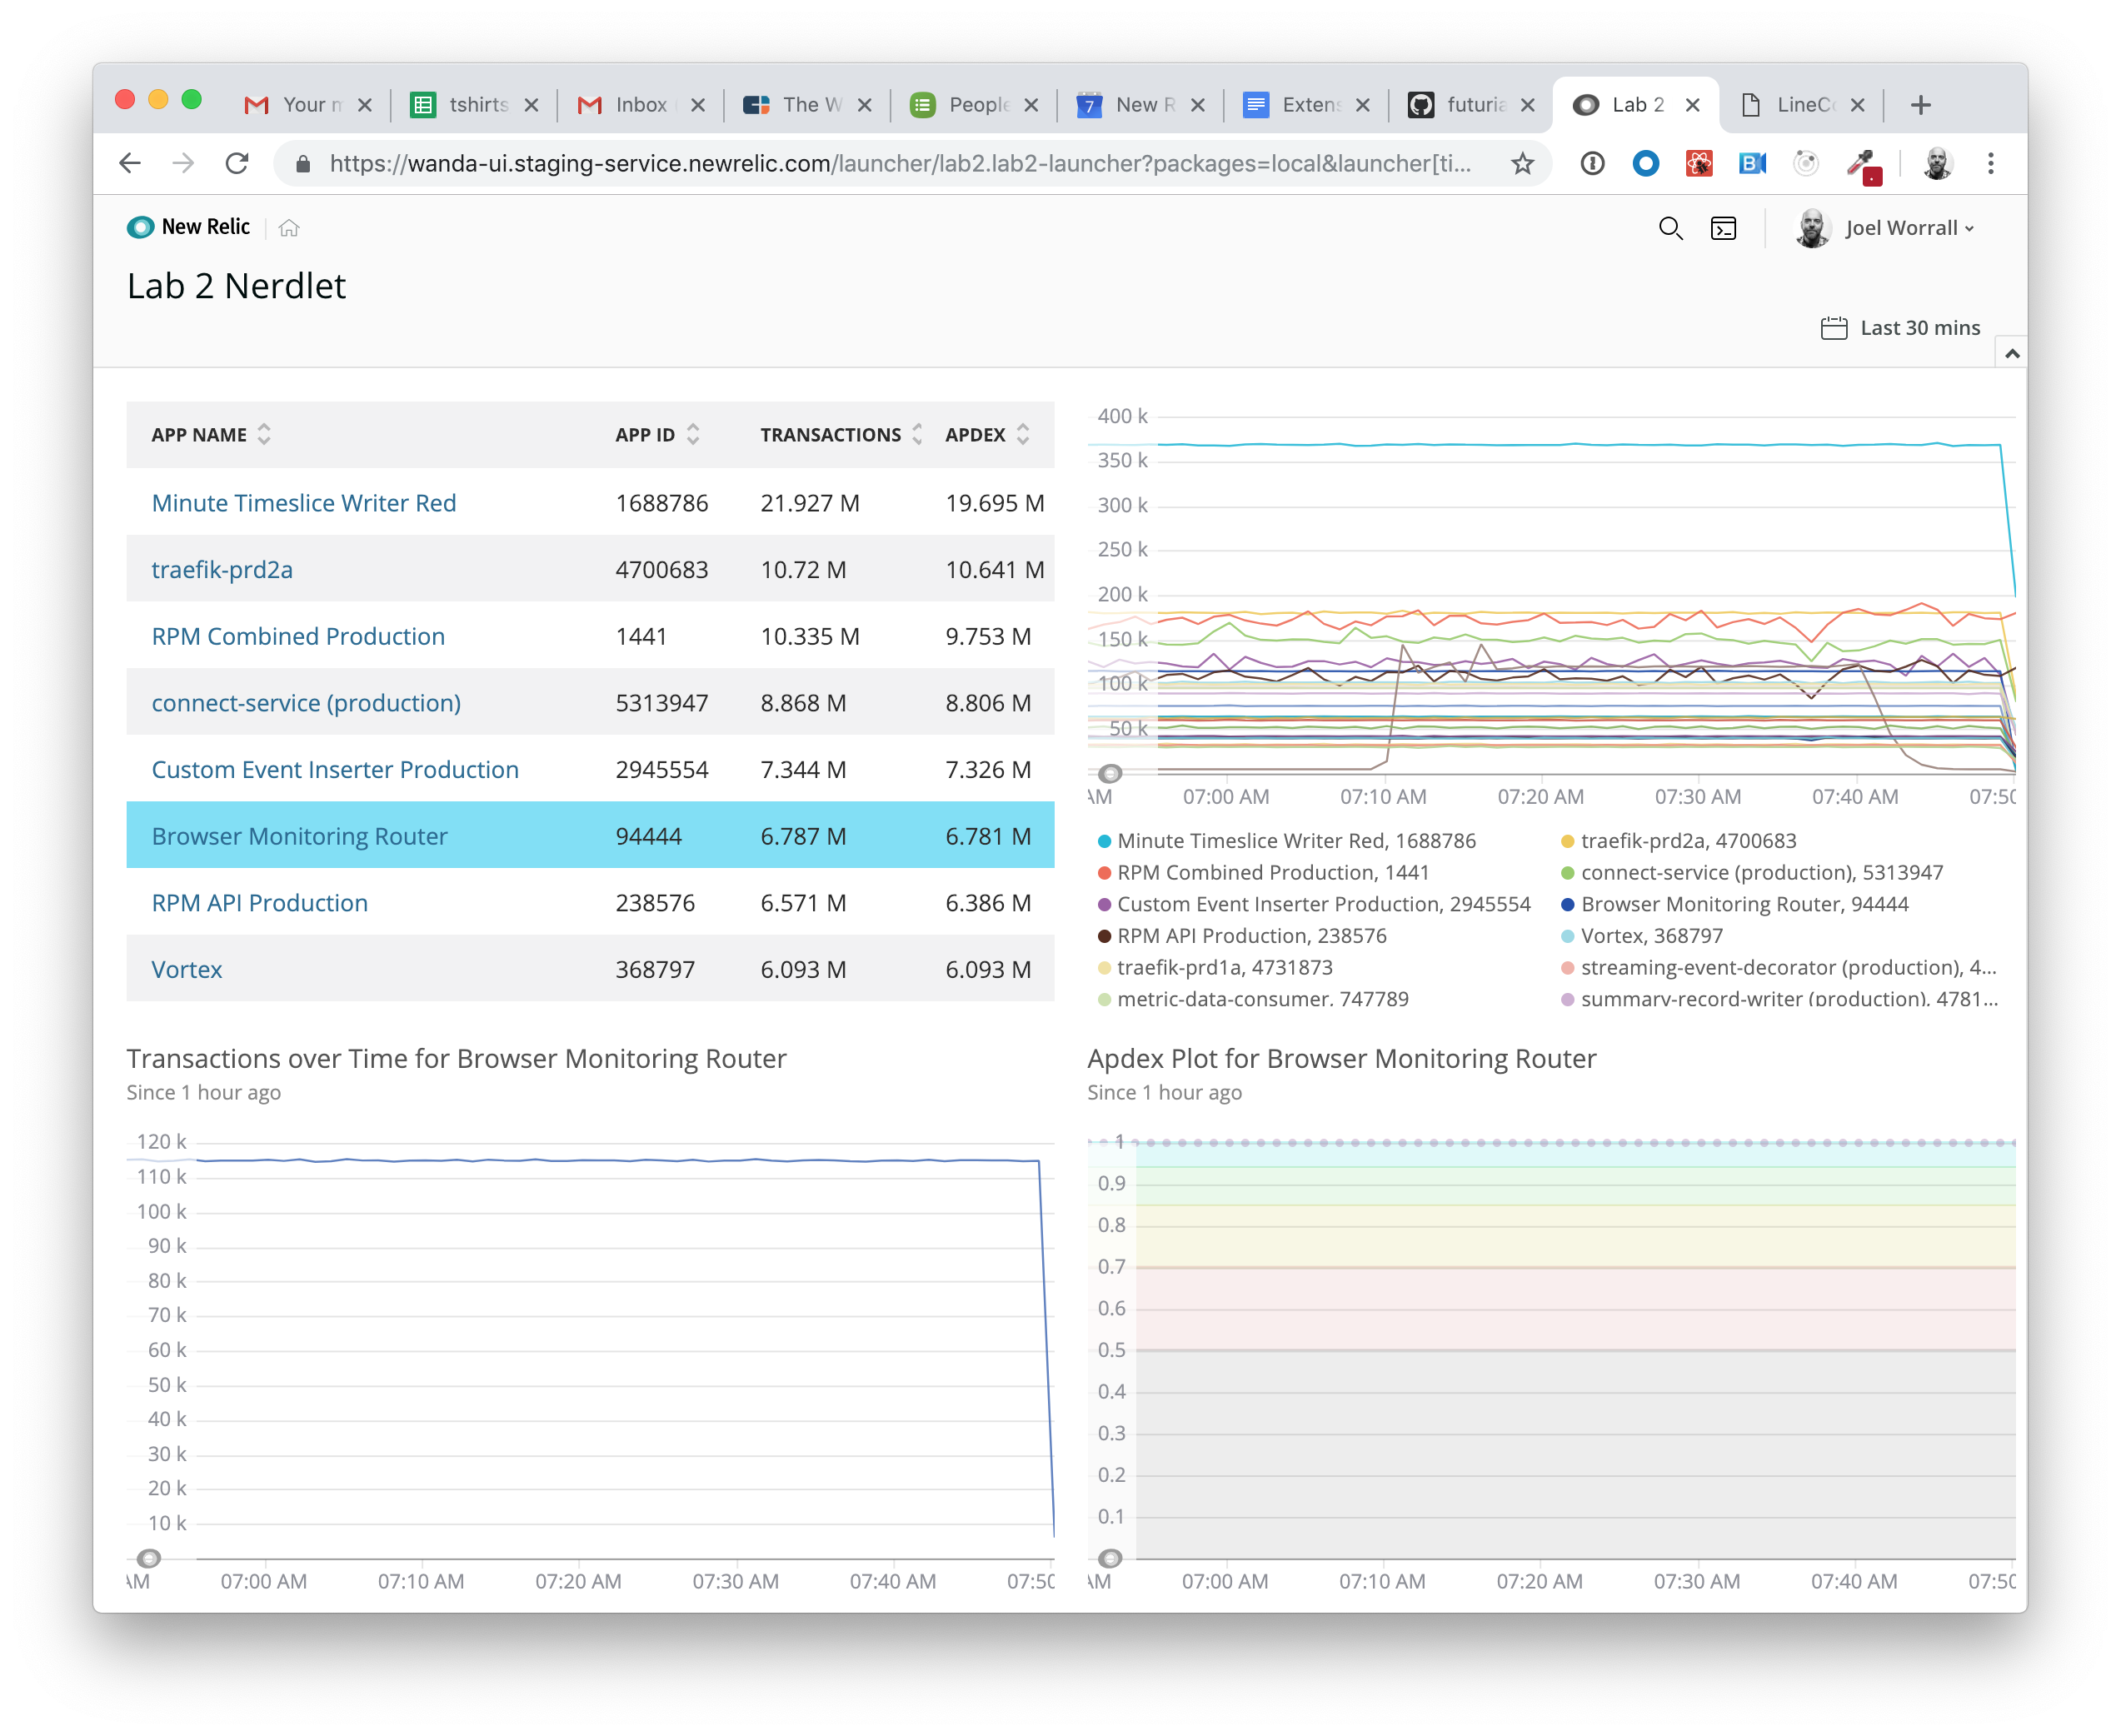 Your m
tshirts
Inbox
The W
People
7
New R
Extens
futuria
Lab 2
LineCo
https://wanda-ui.staging-service.newrelic.com/launcher/lab2.lab2-launcher?packages=local&launcher[ti...
New Relic
Joel Worrall
Lab 2 Nerdlet
Last 30 mins
APP NAME APP ID TRANSACTIONS APDEX
Minute Timeslice Writer Red 1688786 21.927 M 19.695 M
traefik-prd2a 4700683 10.72 M 10.641 M
RPM Combined Production 1441 10.335 M 9.753 M
connect-service (production) 5313947 8.868 M 8.806 M
Custom Event Inserter Production 2945554 7.344 M 7.326 M
Browser Monitoring Router 94444 6.787 M 6.781 M
RPM API Production 238576 6.571 M 6.386 M
Vortex 368797 6.093 M 6.093 M
400 k
350 k
300 k
250 k
200 k
150 k
100 k
50 k
AM 07:00 AM 07:10 AM 07:20 AM 07:30 AM 07:40 AM 07:50
Minute Timeslice Writer Red, 1688786
traefik-prd2a, 4700683
RPM Combined Production, 1441
connect-service (production), 5313947
Custom Event Inserter Production, 2945554
Browser Monitoring Router, 94444
RPM API Production, 238576
Vortex, 368797
traefik-prd1a, 4731873
streaming-event-decorator (production), 4...
metric-data-consumer, 747789
summary-record-writer (production), 4781...
Transactions over Time for Browser Monitoring Router
Since 1 hour ago
120 k
110 k
100 k
90 k
80 k
70 k
60 k
50 k
40 k
30 k
20 k
10 k
AM 07:00 AM 07:10 AM 07:20 AM 07:30 AM 07:40 AM 07:50
Apdex Plot for Browser Monitoring Router
Since 1 hour ago
1
0.9
0.8
0.7
0.6
0.5
0.4
0.3
0.2
0.1
AM 07:00 AM 07:10 AM 07:20 AM 07:30 AM 07:40 AM 07:50